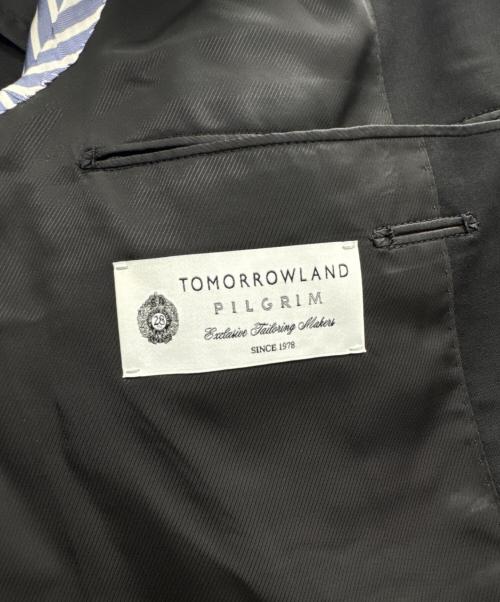 TOMORROWLAND
PILGRIM
28
Exclusive Tailoring Makers
SINCE 1978